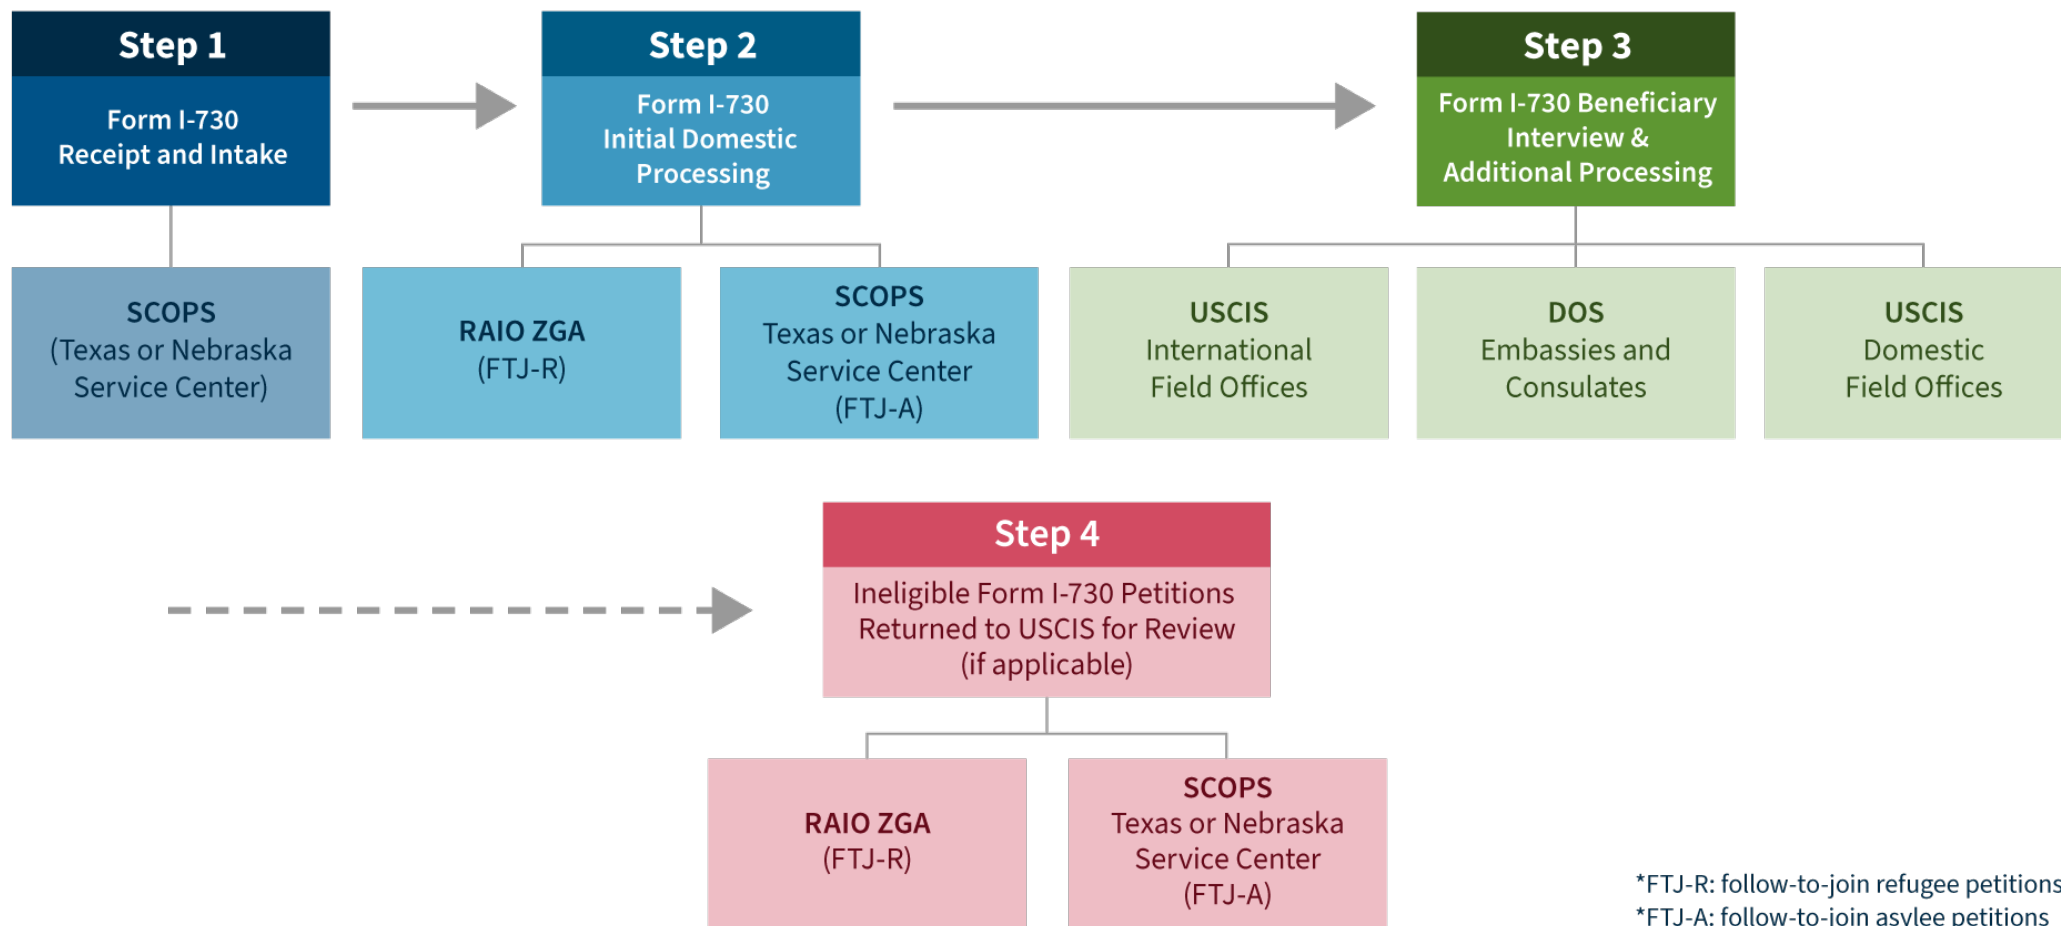 Step 1
Form I-730
Receipt and Intake
SCOPS
(Texas or Nebraska
Service Center)
Step 2
Form I-730
Initial Domestic
Processing
RAIO ZGA
(FTJ-R)
SCOPS
Texas or Nebraska
Service Center
(FTJ-A)
Step 3
Form I-730 Beneficiary
Interview &
Additional Processing
USCIS
International
Field Offices
DOS
Embassies and
Consulates
USCIS
Domestic
Field Offices
Step 4
Ineligible Form I-730 Petitions
Returned to USCIS for Review
(if applicable)
RAIO ZGA
(FTJ-R)
SCOPS
Texas or Nebraska
Service Center
(FTJ-A)
*FTJ-R: follow-to-join refugee petitions
*FTJ-A: follow-to-join asylee petitions